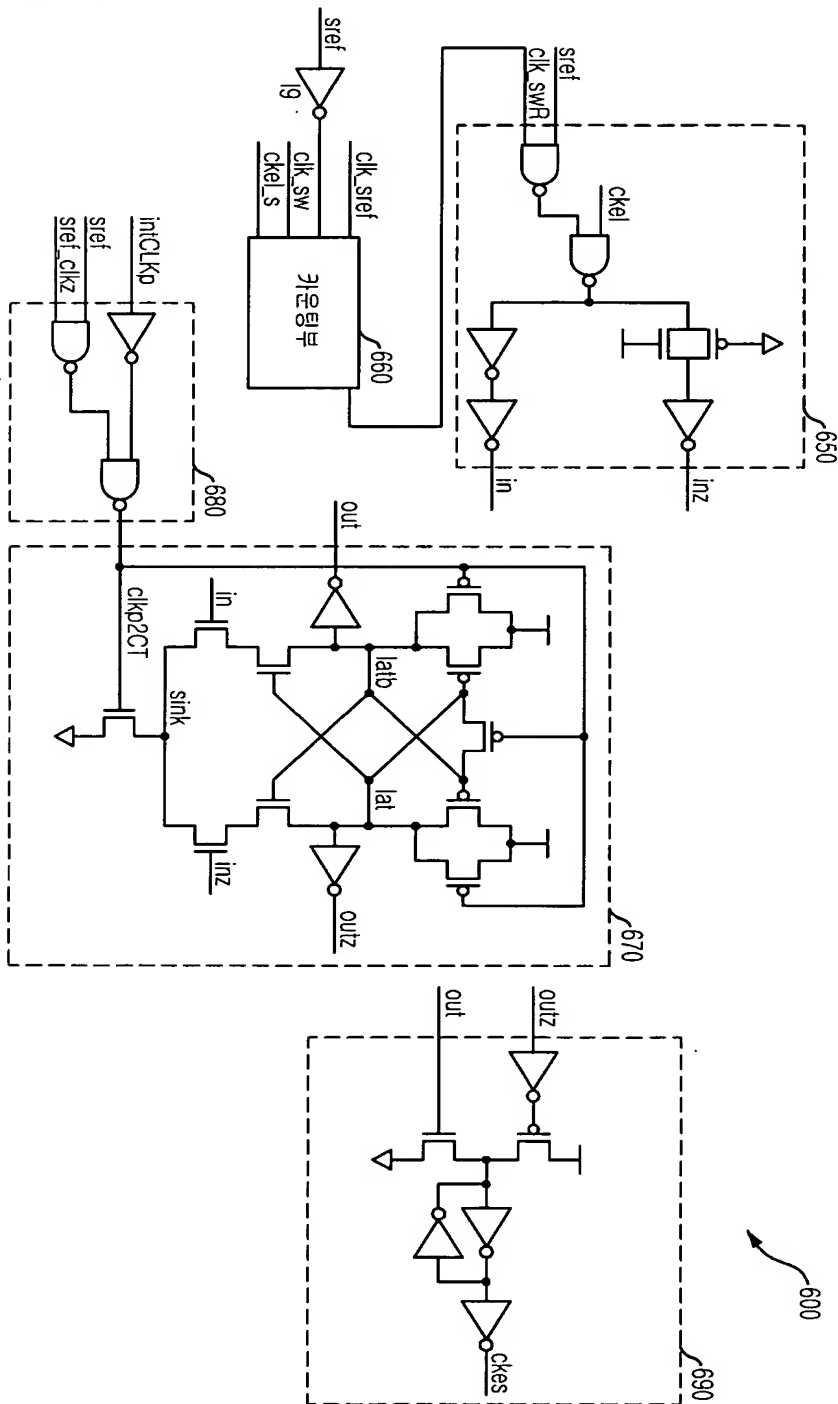 sref
clk_swR
ckel
inz
in
650
sref
I9
clk_sref
clk_sw
ckel_s
카운팅부
660
intCLKp
sref
sref_clkz
680
clkp2CT
out
outz
latb
lat
in
inz
sink
670
outz
out
ckes
690
600